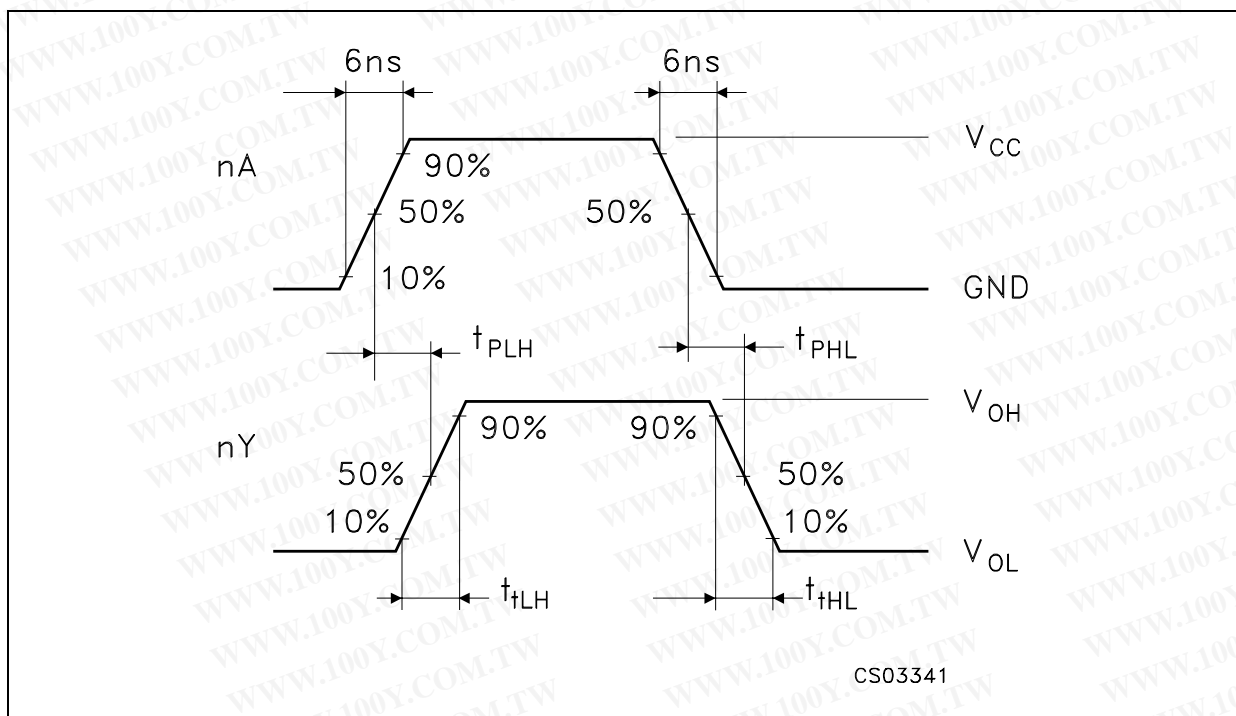 6ns 6ns
nA 90% V_CC
50% 50%
10% GND
t_PLH t_PHL
nY 90% 90% V_OH
50% 50%
10% 10%
V_OL
t_tLH t_tHL
CS03341
WWW.100Y.COM.TW